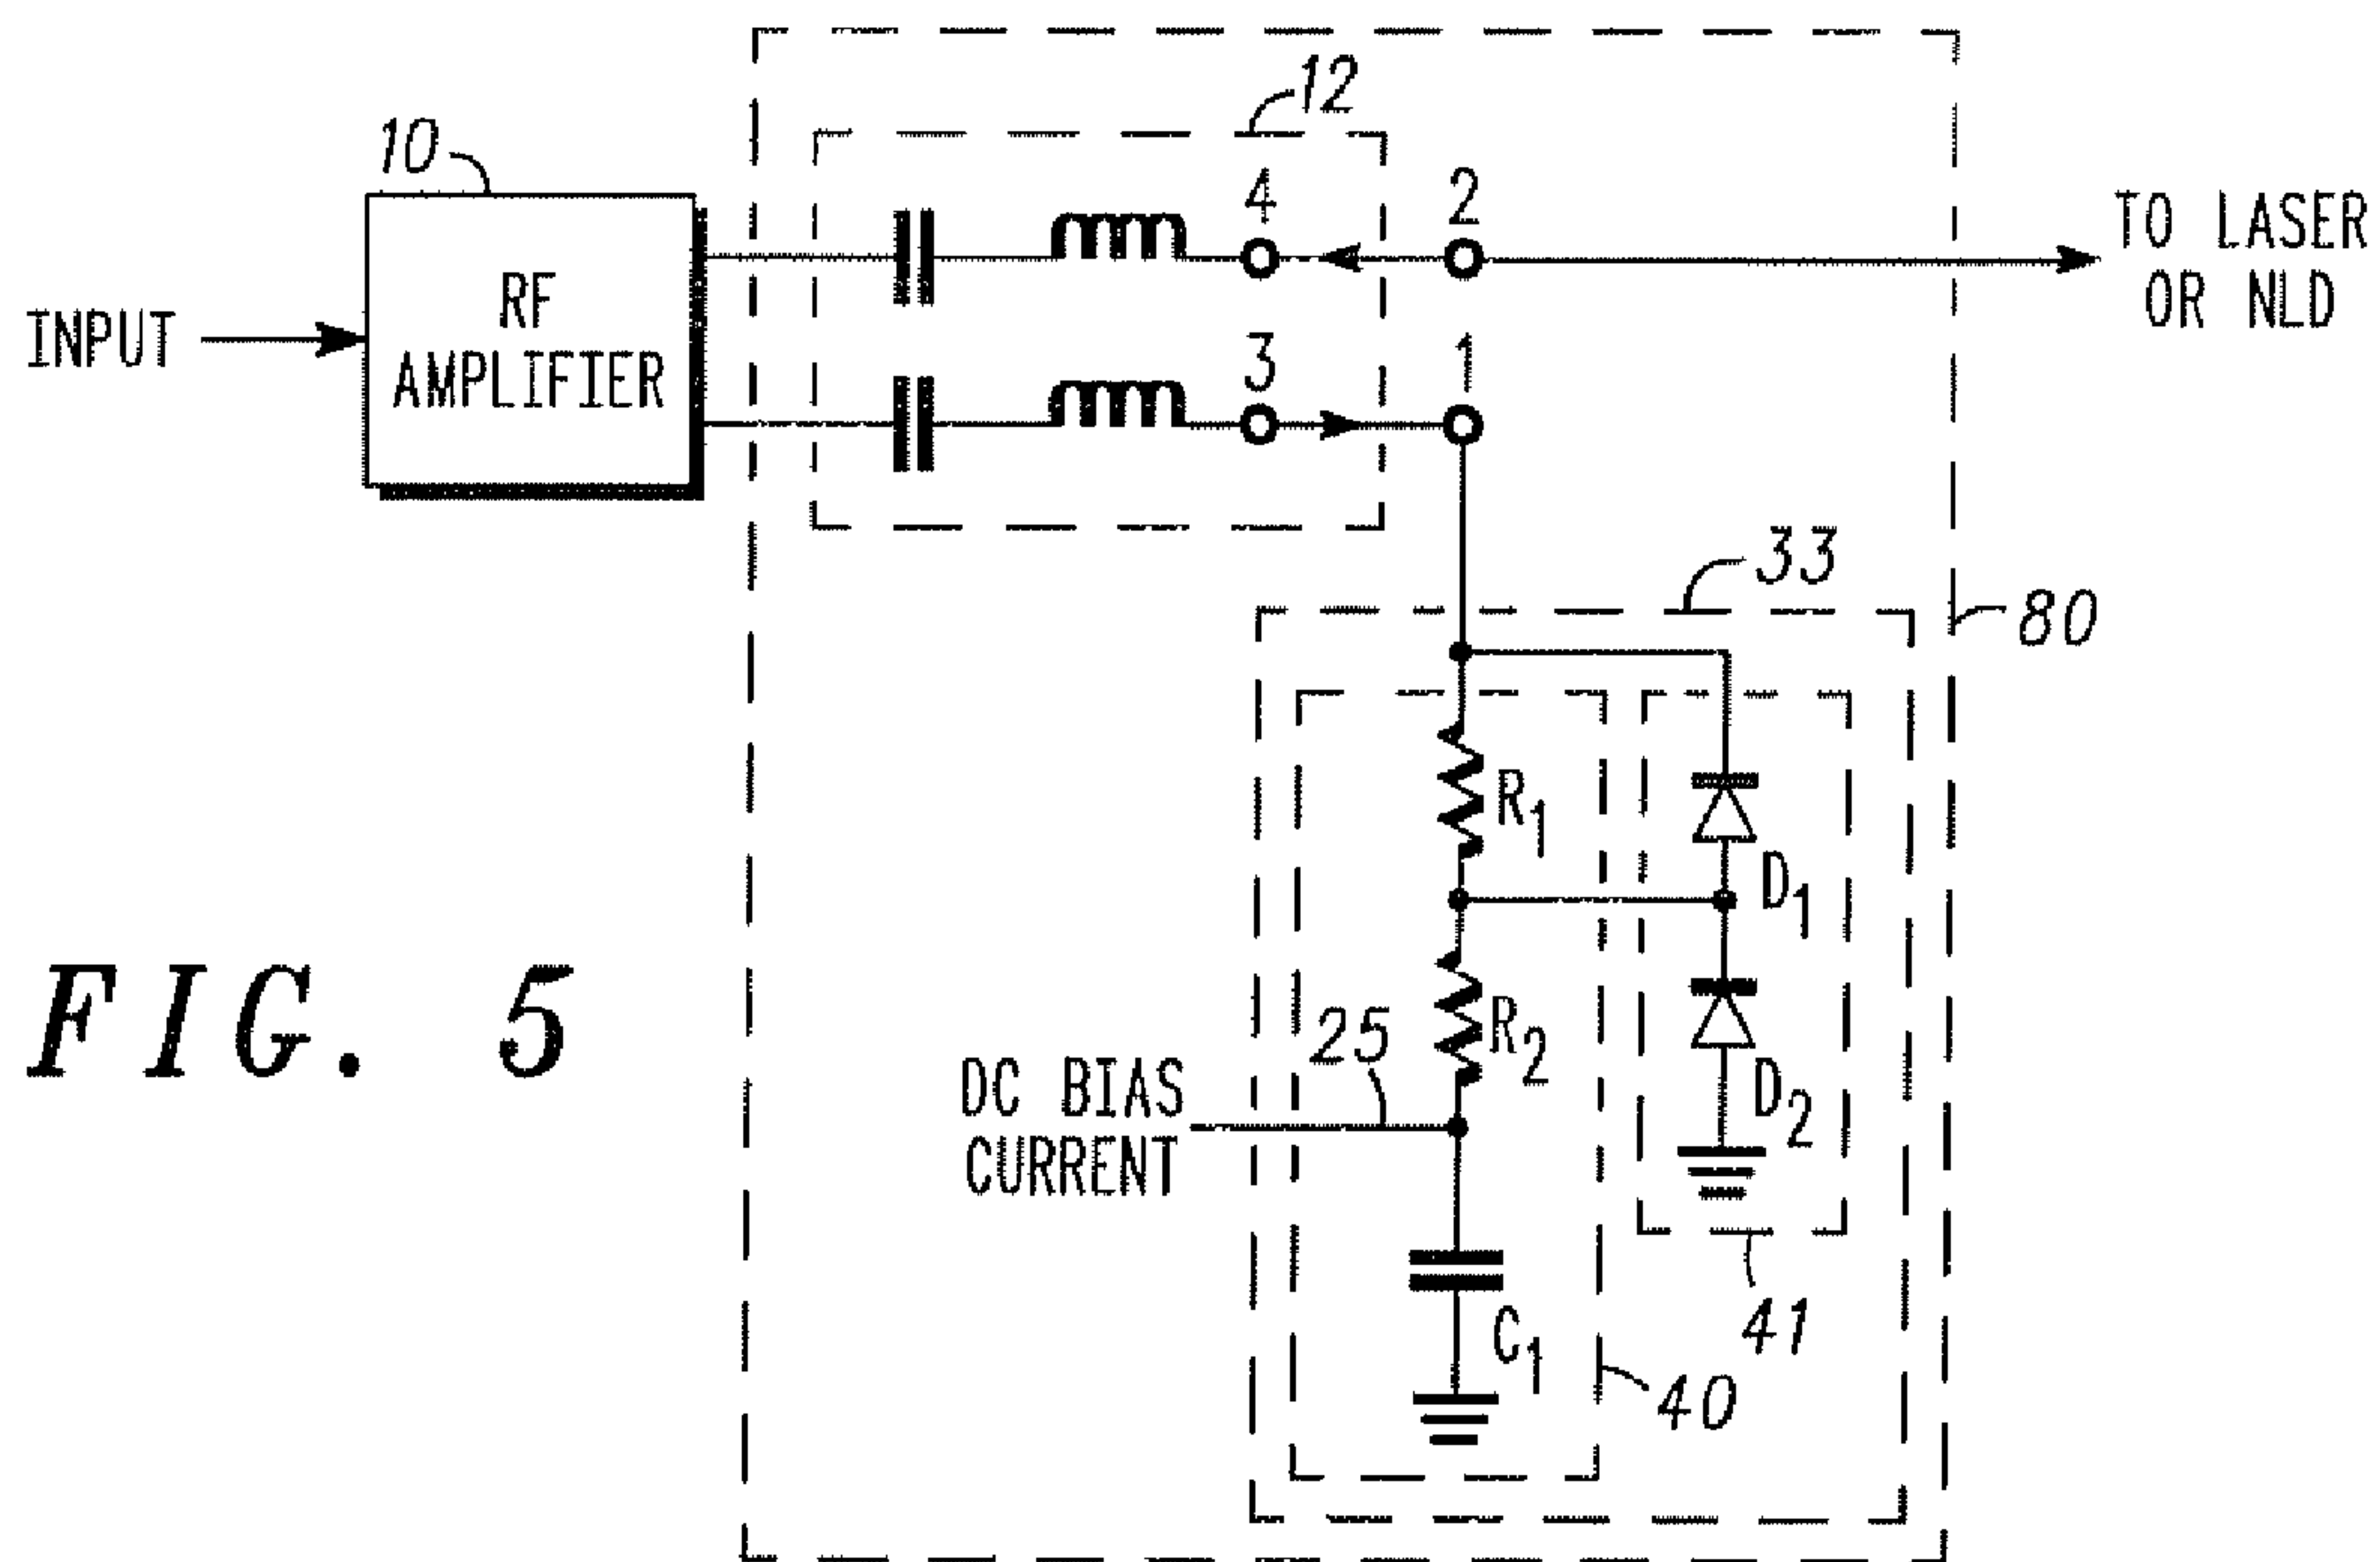 12
10
4
2
TO LASER
OR NLD
RF
AMPLIFIER
INPUT
3
1
33
80
R1
D1
FIG. 5
25
R2
D2
DC BIAS
CURRENT
C1
41
40